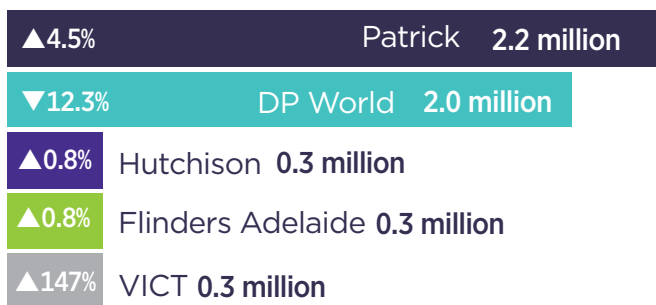 ▲4.5% Patrick 2.2 million
▼12.3% DP World 2.0 million
▲0.8% Hutchison 0.3 million
▲0.8% Flinders Adelaide 0.3 million
▲147% VICT 0.3 million